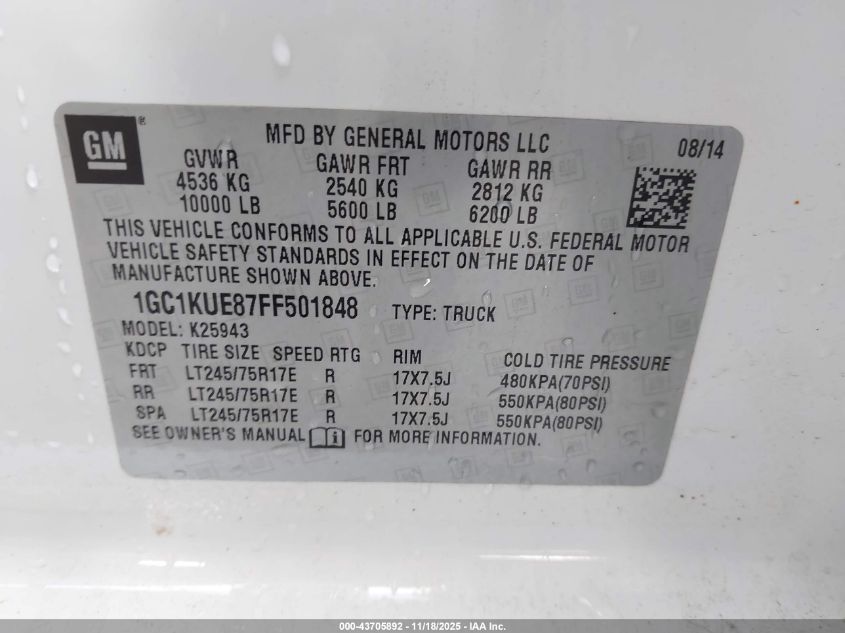 GM ®
MFD BY GENERAL MOTORS LLC 08/14
GVWR GAWR FRT GAWR RR
4536 KG 2540 KG 2812 KG
10000 LB 5600 LB 6200 LB
THIS VEHICLE CONFORMS TO ALL APPLICABLE U.S. FEDERAL MOTOR
VEHICLE SAFETY STANDARDS IN EFFECT ON THE DATE OF
MANUFACTURE SHOWN ABOVE.
1GC1KUE87FF501848 TYPE: TRUCK
MODEL: K25943
KDCP TIRE SIZE SPEED RTG RIM COLD TIRE PRESSURE
FRT LT245/75R17E R 17X7.5J 480KPA(70PSI)
RR LT245/75R17E R 17X7.5J 550KPA(80PSI)
SPA LT245/75R17E R 17X7.5J 550KPA(80PSI)
SEE OWNER'S MANUAL i FOR MORE INFORMATION.
000-43705892 - 11/18/2025 - IAA Inc.